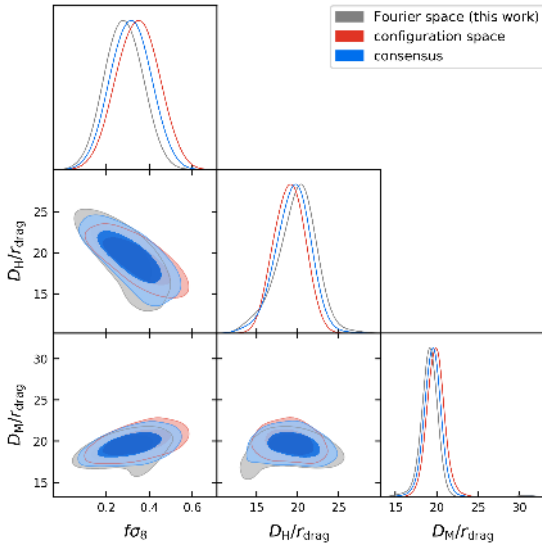 Fourier space (this work)
configuration space
consensus
D_H/r_drag
25
20
15
D_M/r_drag
30
25
20
15
0.2 0.4 0.6
15 20 25
15 20 25 30
fσ_8
D_H/r_drag
D_M/r_drag